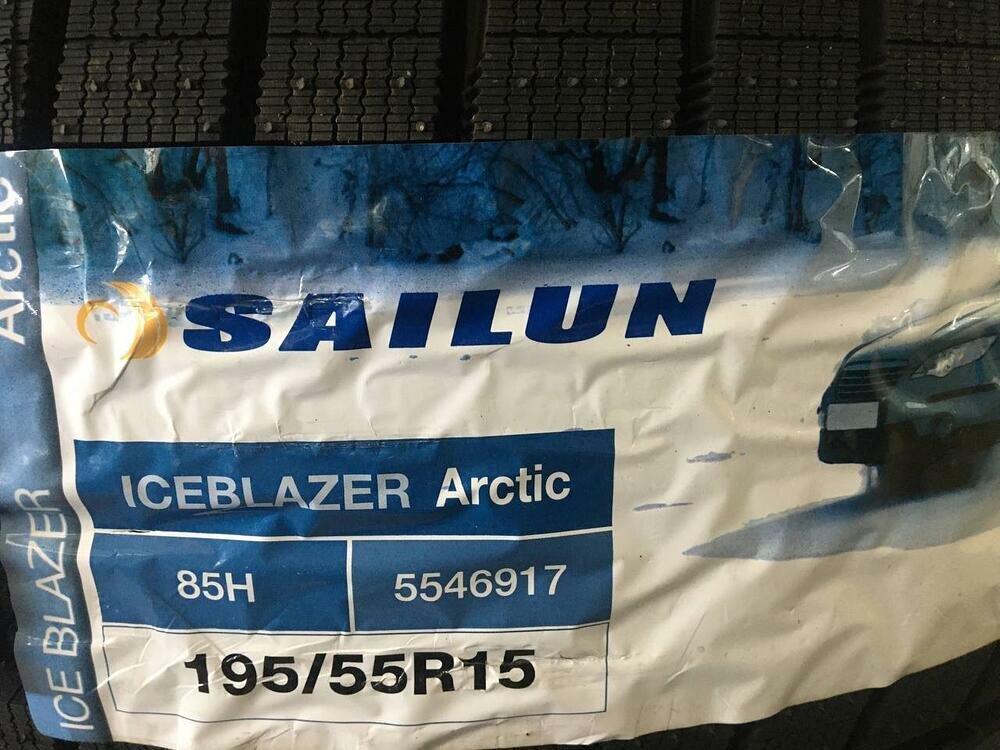 SAILUN
ICEBLAZER Arctic
85H 5546917
195/55R15
ICE BLAZER Arctic